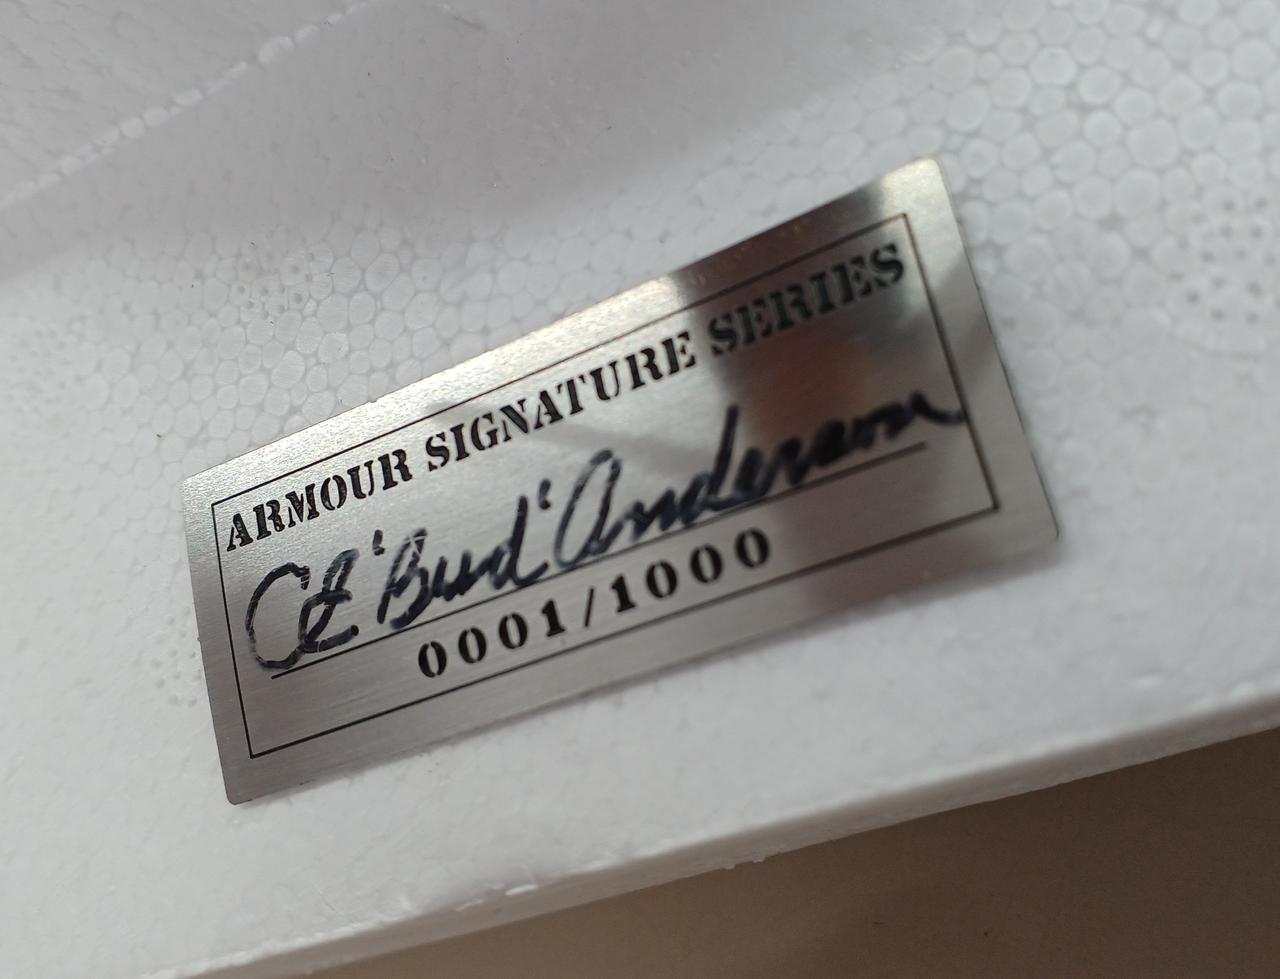 ARMOUR SIGNATURE SERIES
CE 'Bud' Anderson
0001/1000